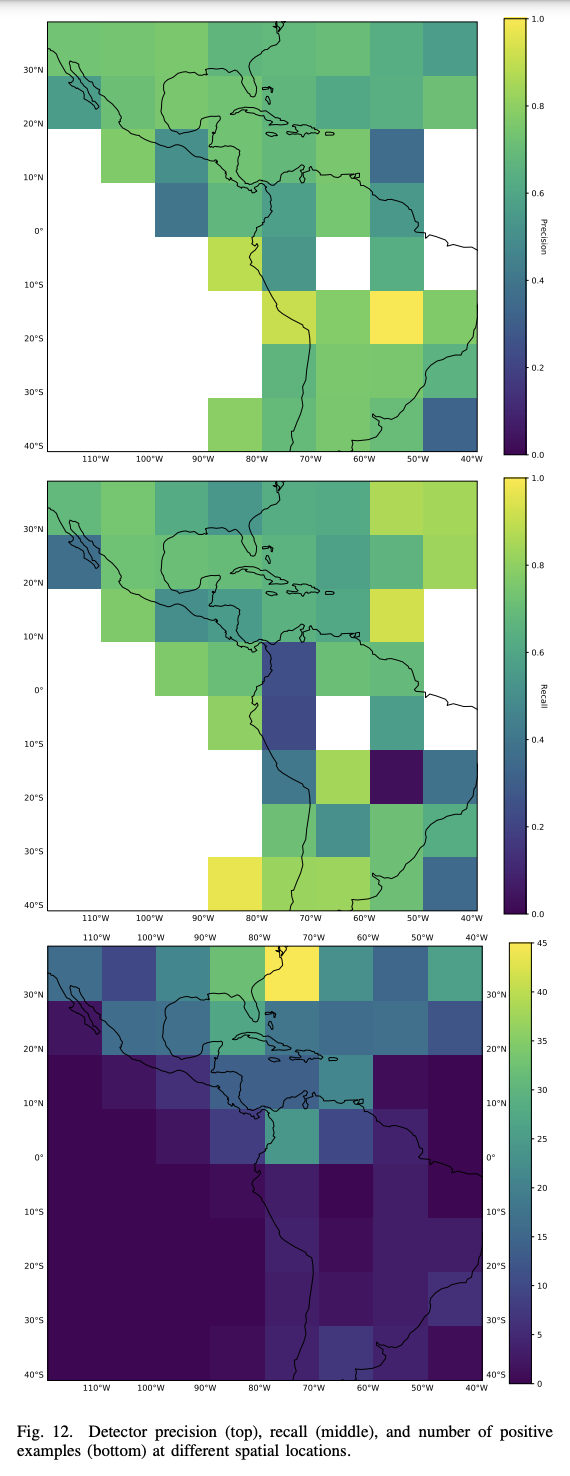 1.0
30°N
20°N
0.8
10°N
0.6
0°
Precision
10°S
0.4
20°S
0.2
30°S
40°S
0.0
110°W 100°W 90°W 80°W 70°W 60°W 50°W 40°W
1.0
30°N
20°N
0.8
10°N
0.6
0°
Recall
10°S
0.4
20°S
0.2
30°S
40°S
0.0
110°W 100°W 90°W 80°W 70°W 60°W 50°W 40°W
110°W 100°W 90°W 80°W 70°W 60°W 50°W 40°W
45
30°N 30°N
40
20°N 20°N
35
10°N 10°N
30
25
0° 0°
20
10°S 10°S
15
20°S 20°S
10
30°S 30°S
5
40°S 40°S
0
110°W 100°W 90°W 80°W 70°W 60°W 50°W 40°W
Fig. 12. Detector precision (top), recall (middle), and number of positive
examples (bottom) at different spatial locations.